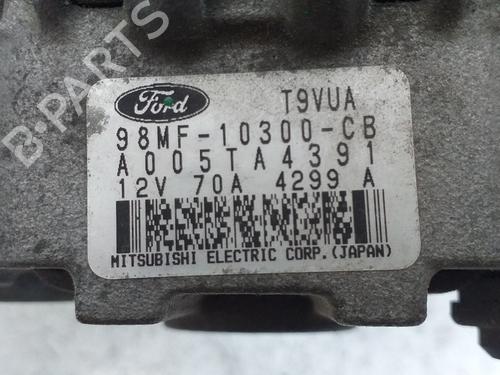 B-PARTS
Ford T9VUA
98MF-10300-CB
A005TA4391
12V 70A 4299 A
MITSUBISHI ELECTRIC CORP.(JAPAN)